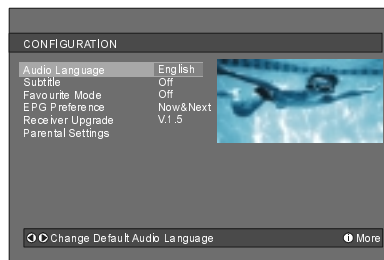 CONFIGURATION
Audio Language English
Subtitle Off
Favourite Mode Off
EPG Preference Now&Next
Receiver Upgrade V.1.5
Parental Settings
Change Default Audio Language
More